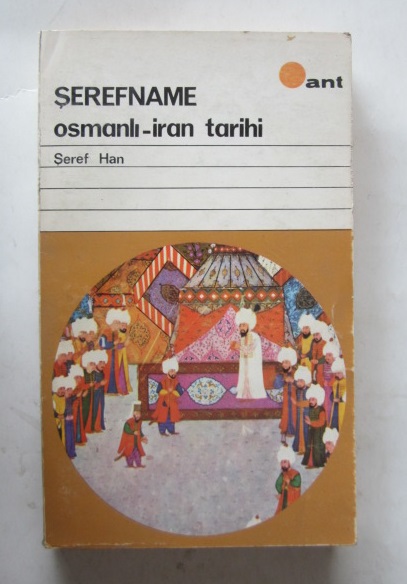 ant
ŞEREFNAME
osmanlı-iran tarihi
Şeref Han